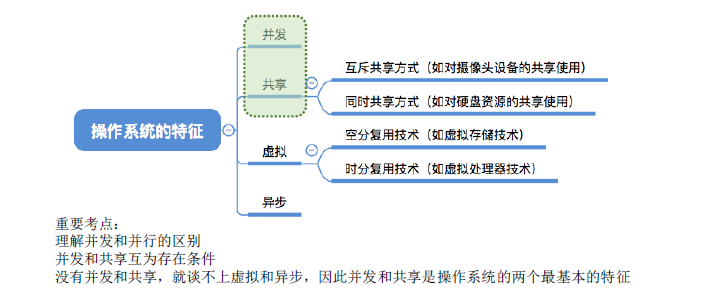 并发
共享
互斥共享方式（如对摄像头设备的共享使用）
同时共享方式（如对硬盘资源的共享使用）
操作系统的特征
虚拟
空分复用技术（如虚拟存储技术）
时分复用技术（如虚拟处理器技术）
异步
重要考点：
理解并发和并行的区别
并发和共享互为存在条件
没有并发和共享，就谈不上虚拟和异步，因此并发和共享是操作系统的两个最基本的特征